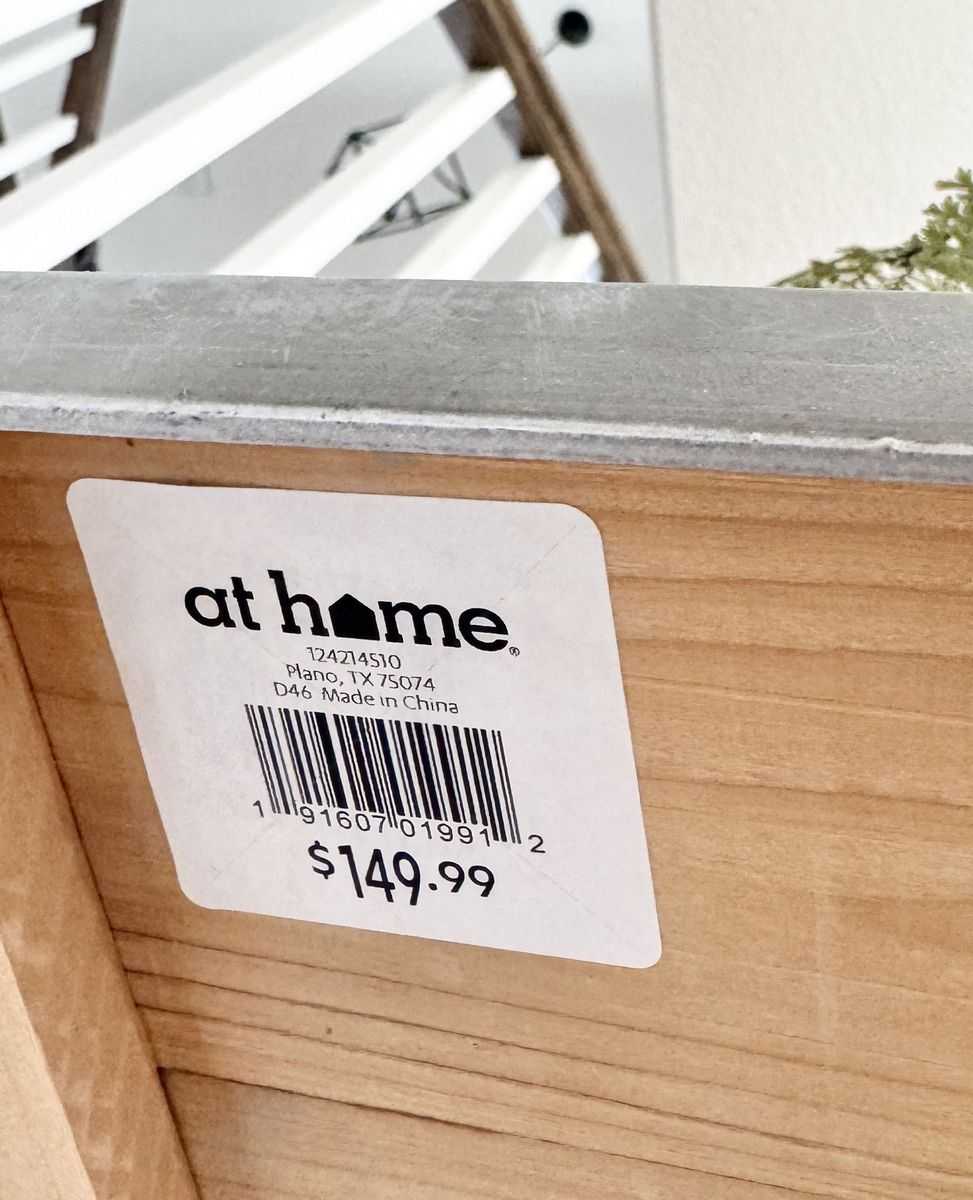 at home®
124214510
Plano, TX 75074
D46 Made in China
1 91607 01991 2
$149.99